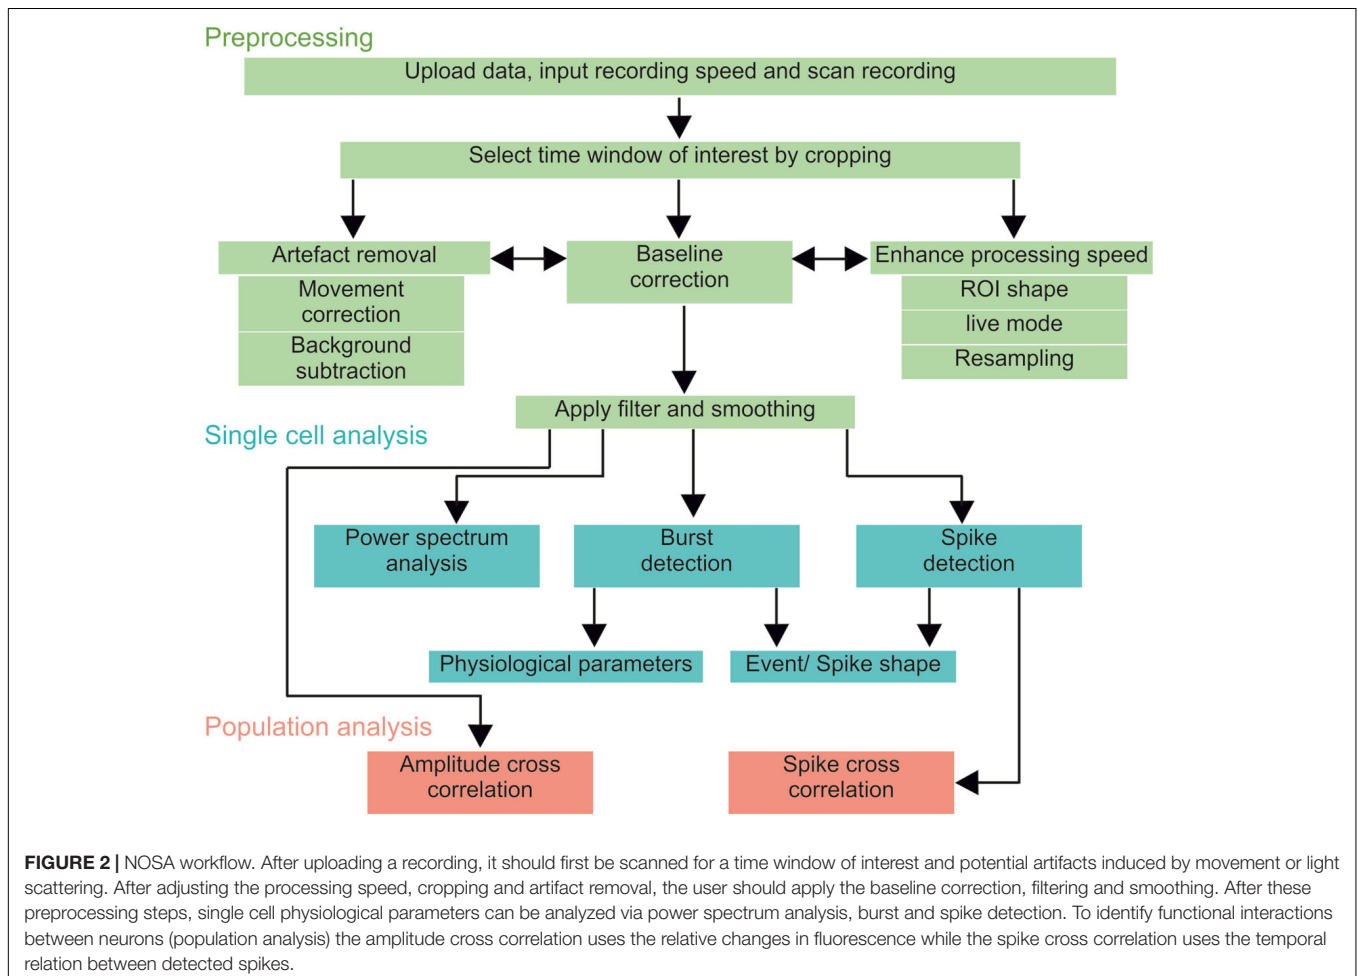 Preprocessing
Upload data, input recording speed and scan recording
Select time window of interest by cropping
Artefact removal
Movement
correction
Background
subtraction
Baseline
correction
Enhance processing speed
ROI shape
live mode
Resampling
Apply filter and smoothing
Single cell analysis
Power spectrum
analysis
Burst
detection
Spike
detection
Physiological parameters
Event/ Spike shape
Population analysis
Amplitude cross
correlation
Spike cross
correlation
FIGURE 2 | NOSA workflow. After uploading a recording, it should first be scanned for a time window of interest and potential artifacts induced by movement or light
scattering. After adjusting the processing speed, cropping and artifact removal, the user should apply the baseline correction, filtering and smoothing. After these
preprocessing steps, single cell physiological parameters can be analyzed via power spectrum analysis, burst and spike detection. To identify functional interactions
between neurons (population analysis) the amplitude cross correlation uses the relative changes in fluorescence while the spike cross correlation uses the temporal
relation between detected spikes.